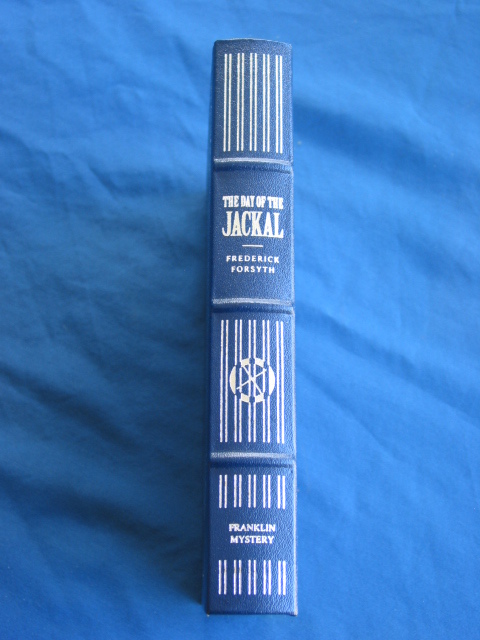 THE DAY OF THE
JACKAL
FREDERICK
FORSYTH
FRANKLIN
MYSTERY